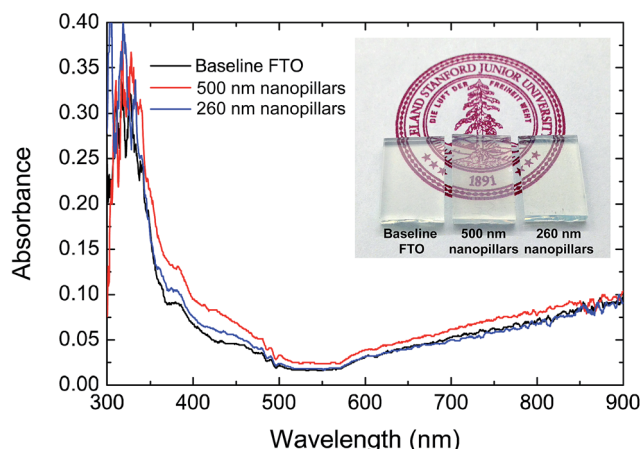 0.40
0.35
0.30
0.25
0.20
0.15
0.10
0.05
0.00
Absorbance
Baseline FTO
500 nm nanopillars
260 nm nanopillars
ELAND STANFORD JUNIOR UNIVERSIT
DIE LUFT DER FREIHEIT WEHT
1891
Baseline
FTO
500 nm
nanopillars
260 nm
nanopillars
300 400 500 600 700 800 900
Wavelength (nm)